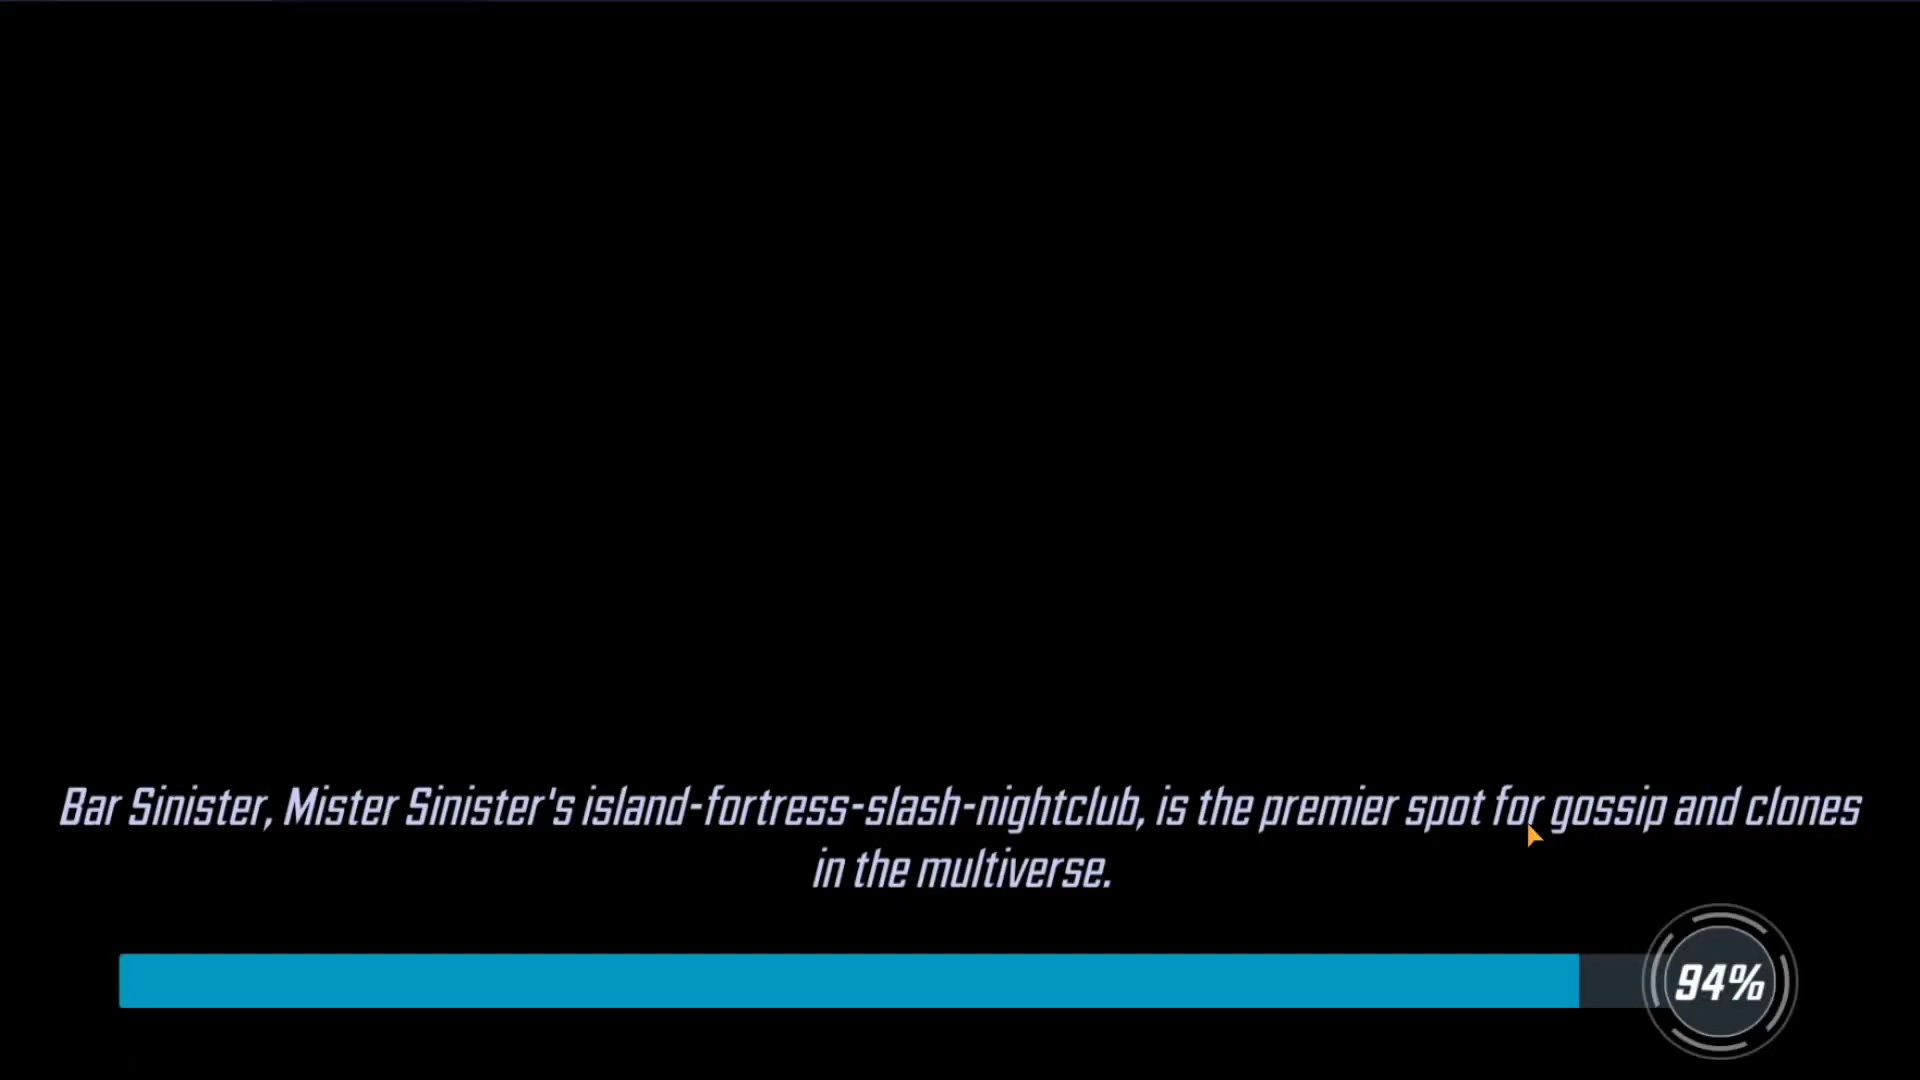 Bar Sinister, Mister Sinister's island-fortress-slash-nightclub, is the premier spot for gossip and clones
in the multiverse.
94%